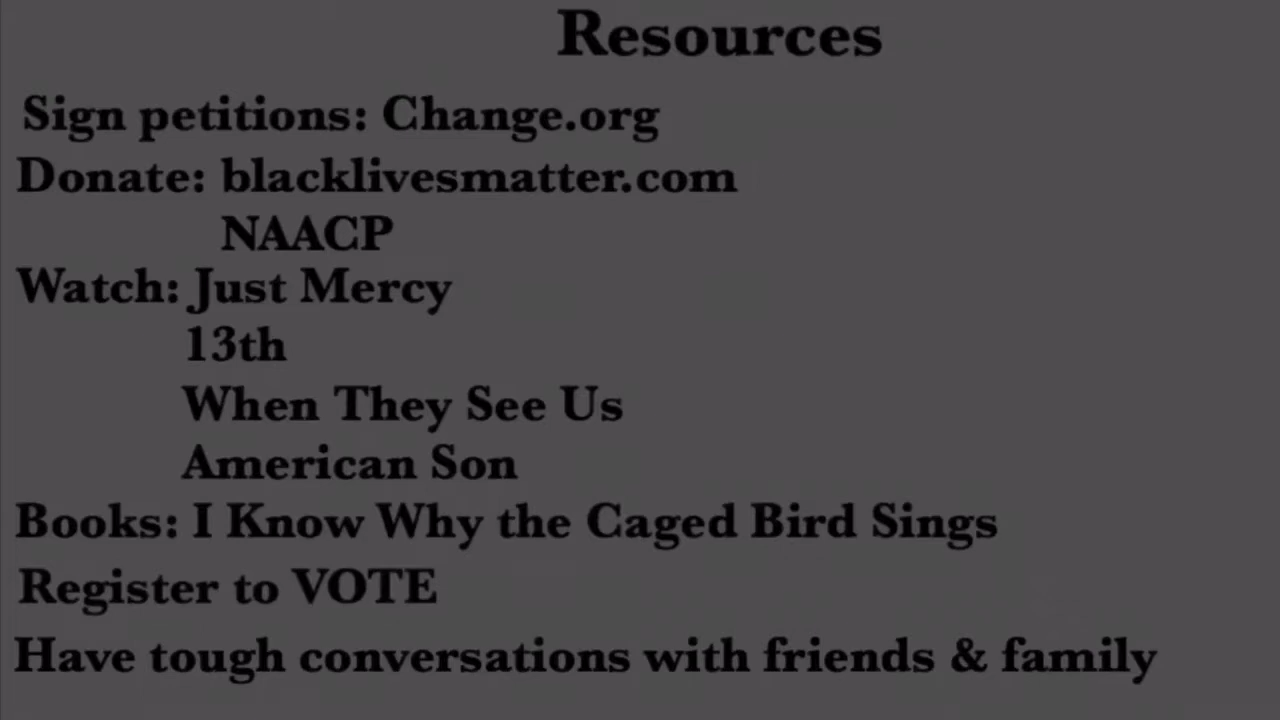 Resources
Sign petitions: Change.org
Donate: blacklivesmatter.com
NAACP
Watch: Just Mercy
13th
When They See Us
American Son
Books: I Know Why the Caged Bird Sings
Register to VOTE
Have tough conversations with friends & family